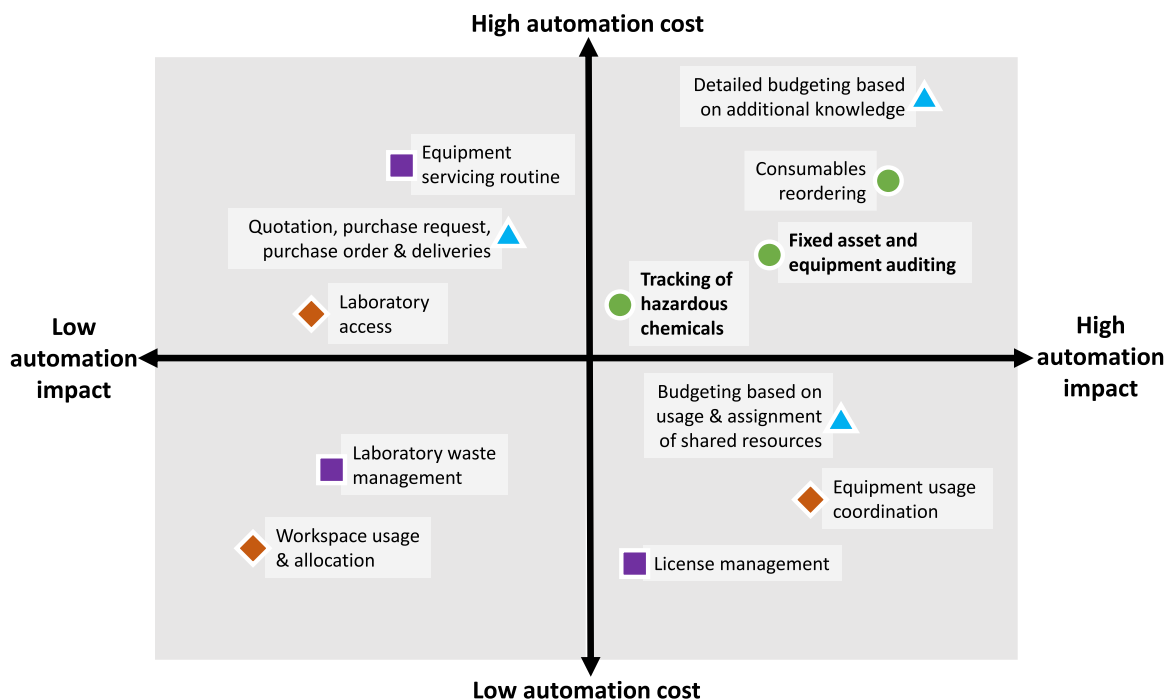 High automation cost
Detailed budgeting based
on additional knowledge
Equipment
servicing routine
Consumables
reordering
Quotation, purchase request,
purchase order & deliveries
Fixed asset and
equipment auditing
Tracking of
hazardous
chemicals
Laboratory
access
Low
automation
impact
High
automation
impact
Budgeting based on
usage & assignment
of shared resources
Laboratory waste
management
Equipment usage
coordination
Workspace usage
& allocation
License management
Low automation cost